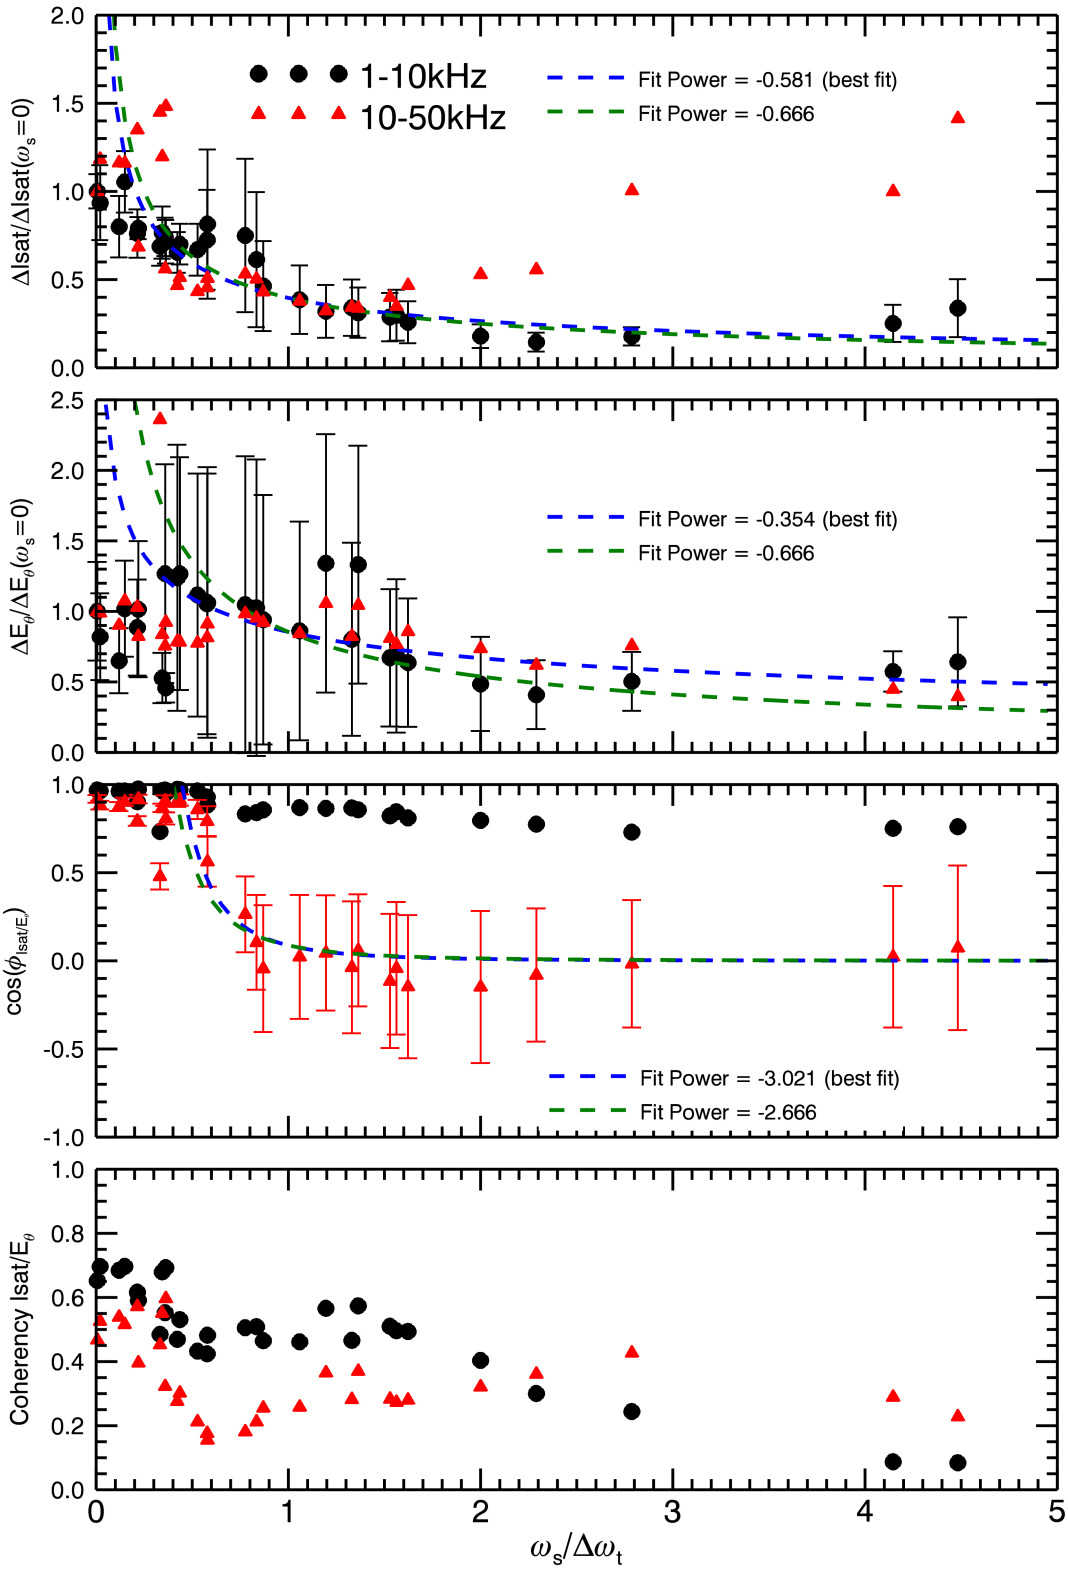 2.0
1.5
1.0
0.5
0.0
ΔIsat/ΔIsat(ωs=0)
1-10kHz
10-50kHz
Fit Power = -0.581 (best fit)
Fit Power = -0.666
2.5
2.0
1.5
1.0
0.5
0.0
ΔEθ/ΔEθ(ωs=0)
Fit Power = -0.354 (best fit)
Fit Power = -0.666
1.0
0.5
0.0
-0.5
-1.0
cos(ϕIsat/Eθ)
Fit Power = -3.021 (best fit)
Fit Power = -2.666
1.0
0.8
0.6
0.4
0.2
0.0
Coherency Isat/Eθ
0 1 2 3 4 5
ωs/Δωt